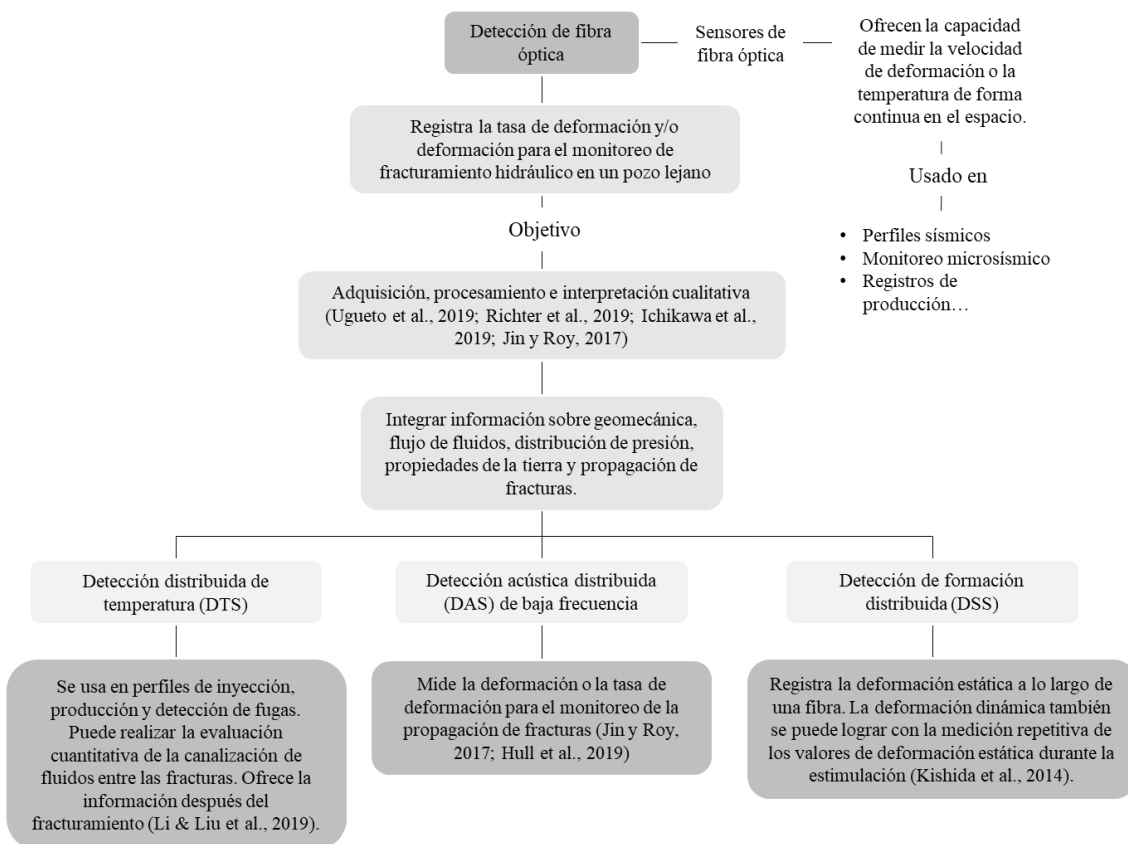 Detección de fibra
óptica
Sensores de
fibra óptica
Ofrecen la capacidad
de medir la velocidad
de deformación o la
temperatura de forma
continua en el espacio.
Usado en
• Perfiles sísmicos
• Monitoreo microsísmico
• Registros de
producción…
Registra la tasa de deformación y/o
deformación para el monitoreo de
fracturamiento hidráulico en un pozo lejano
Objetivo
Adquisición, procesamiento e interpretación cualitativa
(Ugueto et al., 2019; Richter et al., 2019; Ichikawa et al.,
2019; Jin y Roy, 2017)
Integrar información sobre geomecánica,
flujo de fluidos, distribución de presión,
propiedades de la tierra y propagación de
fracturas.
Detección distribuida de
temperatura (DTS)
Se usa en perfiles de inyección,
producción y detección de fugas.
Puede realizar la evaluación
cuantitativa de la canalización de
fluidos entre las fracturas. Ofrece la
información después del
fracturamiento (Li & Liu et al., 2019).
Detección acústica distribuida
(DAS) de baja frecuencia
Mide la deformación o la tasa de
deformación para el monitoreo de la
propagación de fracturas (Jin y Roy,
2017; Hull et al., 2019)
Detección de formación
distribuida (DSS)
Registra la deformación estática a lo largo de
una fibra. La deformación dinámica también
se puede lograr con la medición repetitiva de
los valores de deformación estática durante la
estimulación (Kishida et al., 2014).